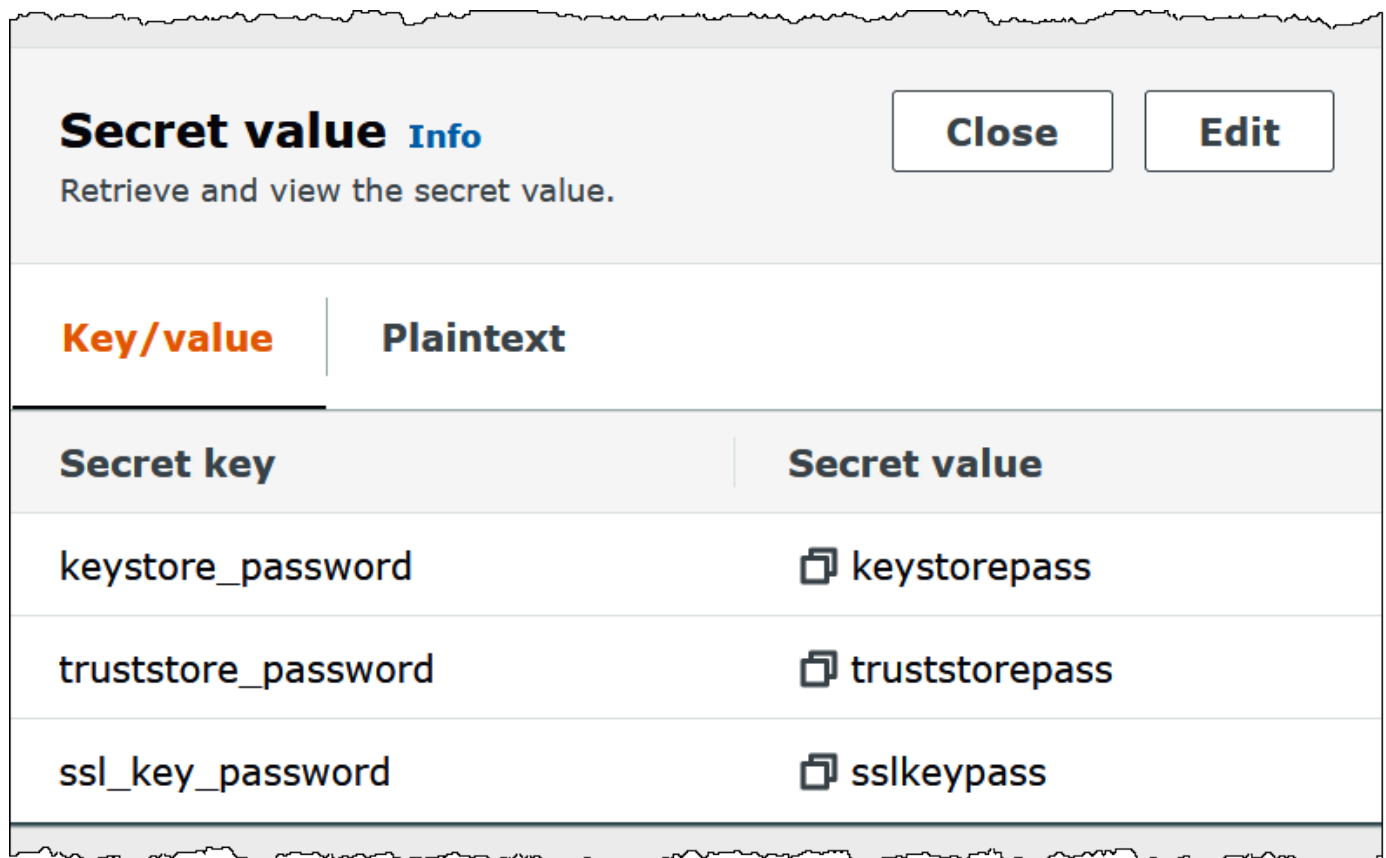 Secret value Info
Close
Edit
Retrieve and view the secret value.
Key/value
Plaintext
Secret key
Secret value
keystore_password
keystorepass
truststore_password
truststorepass
ssl_key_password
sslkeypass